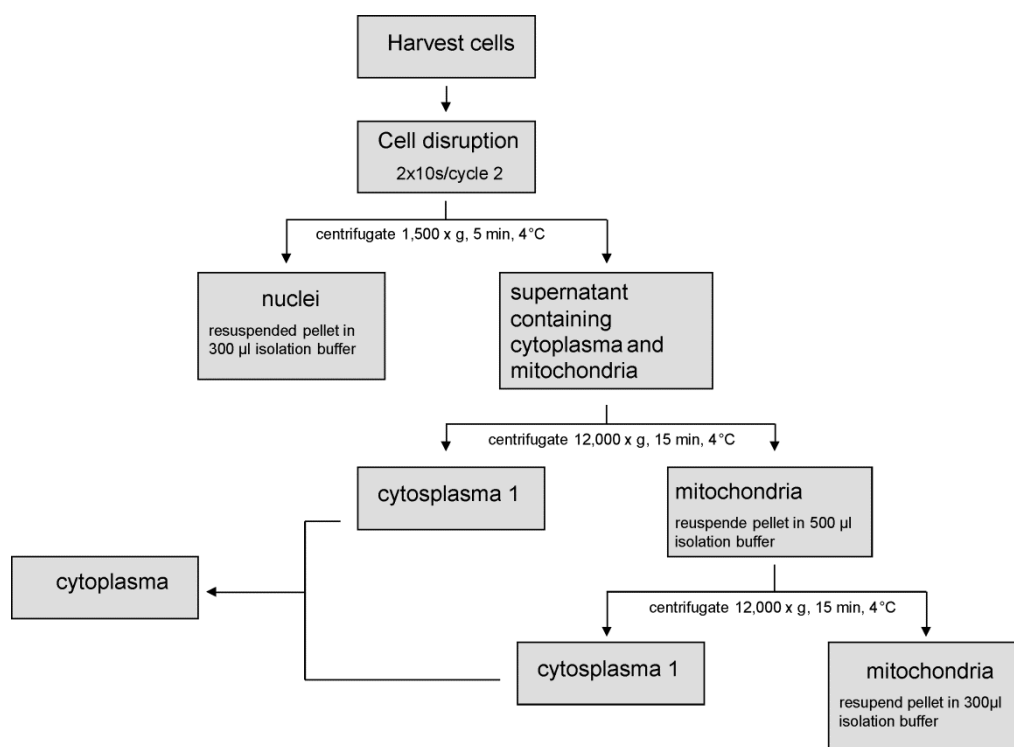 Harvest cells
Cell disruption
2x10s/cycle 2
centrifugate 1,500 x g, 5 min, 4°C
nuclei
resuspended pellet in
300 µl isolation buffer
supernatant
containing
cytoplasma and
mitochondria
centrifugate 12,000 x g, 15 min, 4°C
cytosplasma 1
mitochondria
reuspende pellet in 500 µl
isolation buffer
cytoplasma
centrifugate 12,000 x g, 15 min, 4°C
cytosplasma 1
mitochondria
resupend pellet in 300µl
isolation buffer